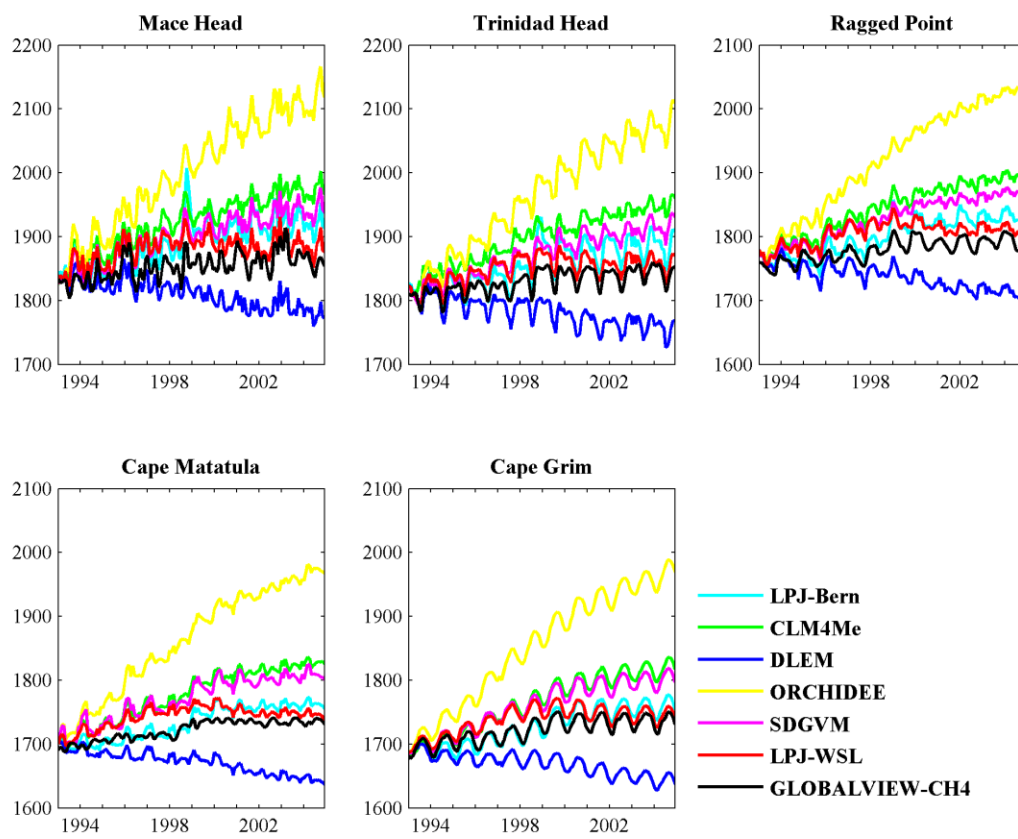 Mace Head
2200
2100
2000
1900
1800
1700
1994 1998 2002
Trinidad Head
2200
2100
2000
1900
1800
1700
1994 1998 2002
Ragged Point
2100
2000
1900
1800
1700
1600
1994 1998 2002
Cape Matatula
2100
2000
1900
1800
1700
1600
1994 1998 2002
Cape Grim
2100
2000
1900
1800
1700
1600
1994 1998 2002
LPJ-Bern
CLM4Me
DLEM
ORCHIDEE
SDGVM
LPJ-WSL
GLOBALVIEW-CH4